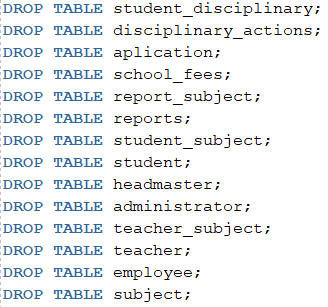 DROP TABLE student_disciplinary;
DROP TABLE disciplinary_actions;
DROP TABLE aplication;
DROP TABLE school_fees;
DROP TABLE report_subject;
DROP TABLE reports;
DROP TABLE student_subject;
DROP TABLE student;
DROP TABLE headmaster;
DROP TABLE administrator;
DROP TABLE teacher_subject;
DROP TABLE teacher;
DROP TABLE employee;
DROP TABLE subject;